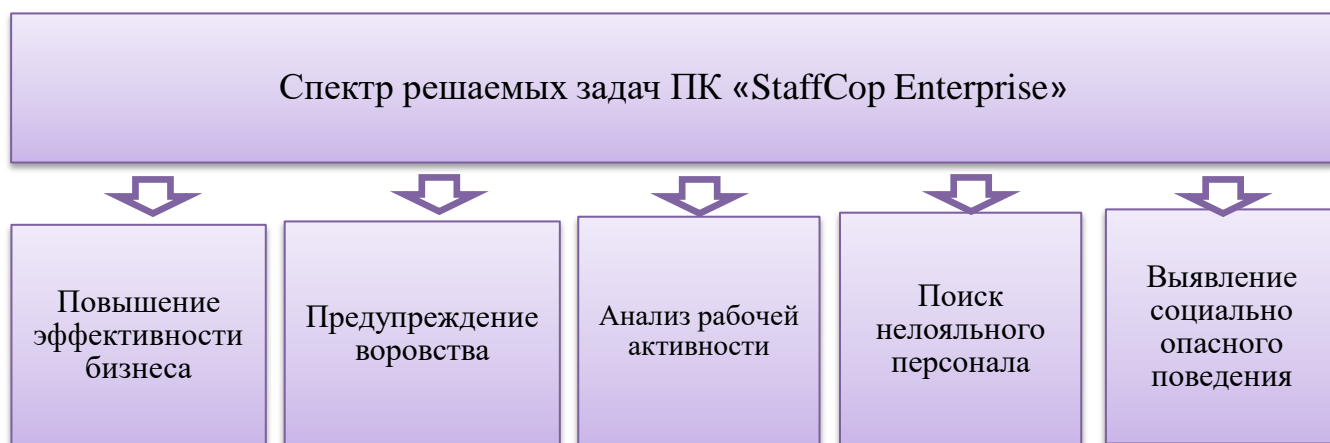 Спектр решаемых задач ПК «StaffCop Enterprise»
Повышение
эффективности
бизнеса
Предупреждение
воровства
Анализ рабочей
активности
Поиск
нелояльного
персонала
Выявление
социально
опасного
поведения